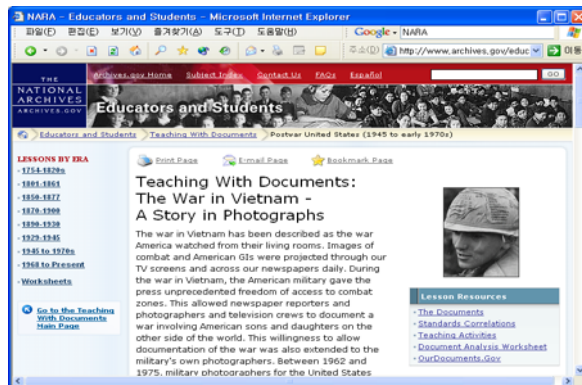 NARA - Educators and Students - Microsoft Internet Explorer
파일(F) 편집(E) 보기(V) 즐겨찾기(A) 도구(T) 도움말(H) Google - NARA
주소(D) http://www.archives.gov/educ 이동
THE NATIONAL ARCHIVES ARCHIVES.GOV
Archives.gov Home Subject Index Contact Us FAQs Español GO
Educators and Students
Educators and Students Teaching With Documents Postwar United States (1945 to early 1970s)
LESSONS BY ERA
- 1754-1820s
- 1801-1861
- 1850-1877
- 1870-1900
- 1890-1930
- 1929-1945
- 1945 to 1970s
- 1968 to Present
- Worksheets
Go to the Teaching
With Documents
Main Page
Print Page E-mail Page Bookmark Page
Teaching With Documents:
The War in Vietnam -
A Story in Photographs
The war in Vietnam has been described as the war
America watched from their living rooms. Images of
combat and American GIs were projected through our
TV screens and across our newspapers daily. During
the war in Vietnam, the American military gave the
press unprecedented freedom of access to combat
zones. This allowed newspaper reporters and
photographers and television crews to document a
war involving American sons and daughters on the
other side of the world. This willingness to allow
documentation of the war was also extended to the
military's own photographers. Between 1962 and
1975, military photographers for the United States
Lesson Resources
- The Documents
- Standards Correlations
- Teaching Activities
- Document Analysis Worksheet
- OurDocuments.Gov